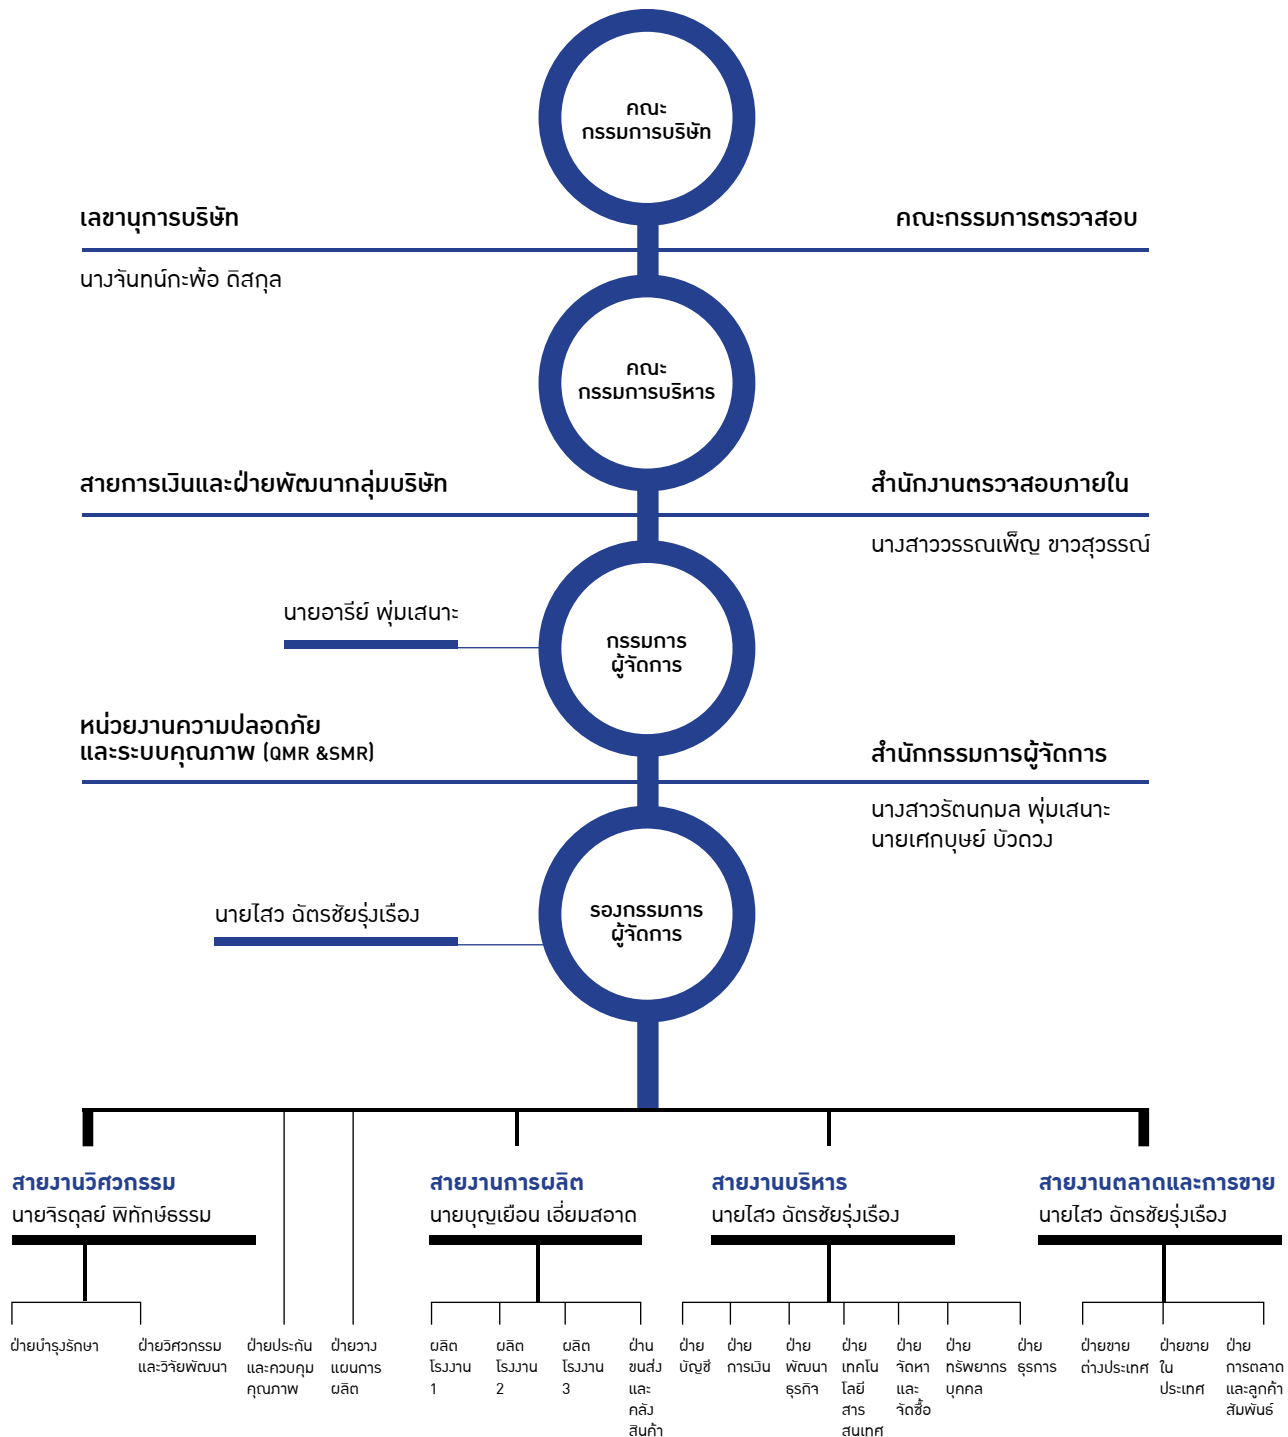 คณะ
กรรมการบริษัท
เลขานุการบริษัท
คณะกรรมการตรวจสอบ
นางจันทน์กะพ้อ ดิสกุล
คณะ
กรรมการบริหาร
สายการเงินและฝ่ายพัฒนากลุ่มบริษัท
สำนักงานตรวจสอบภายใน
นางสาววรรณเพ็ญ ขาวสุวรรณ์
นายอารีย์ พุ่มเสนาะ
กรรมการ
ผู้จัดการ
หน่วยงานความปลอดภัย
และระบบคุณภาพ (QMR &SMR)
สำนักกรรมการผู้จัดการ
นางสาวรัตนกมล พุ่มเสนาะ
นายเศกบุษย์ บัวดวง
นายไสว ฉัตรชัยรุ่งเรือง
รองกรรมการ
ผู้จัดการ
สายงานวิศวกรรม
นายจิรดุลย์ พิทักษ์ธรรม
สายงานการผลิต
นายบุญเยือน เอี่ยมสอาด
สายงานบริหาร
นายไสว ฉัตรชัยรุ่งเรือง
สายงานตลาดและการขาย
นายไสว ฉัตรชัยรุ่งเรือง
ฝ่ายบำรุงรักษา
ฝ่ายวิศวกรรม
และวิจัยพัฒนา
ฝ่ายประกัน
และควบคุม
คุณภาพ
ฝ่ายวาง
แผนการ
ผลิต
ผลิต
โรงงาน
1
ผลิต
โรงงาน
2
ผลิต
โรงงาน
3
ฝ่าน
ขนส่ง
และ
คลัง
สินค้า
ฝ่าย
บัญชี
ฝ่าย
การเงิน
ฝ่าย
พัฒนา
ธุรกิจ
ฝ่าย
เทคโน
โลยี
สาร
สนเทศ
ฝ่าย
จัดหา
และ
จัดซื้อ
ฝ่าย
ทรัพยากร
บุคคล
ฝ่าย
ธุรการ
ฝ่ายขาย
ต่างประเทศ
ฝ่ายขาย
ใน
ประเทศ
ฝ่าย
การตลาด
และลูกค้า
สัมพันธ์